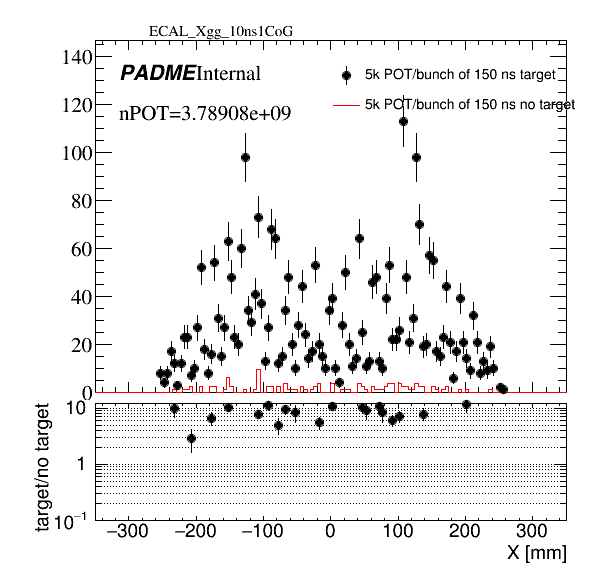 ECAL_Xgg_10ns1CoG
PADME Internal
nPOT=3.78908e+09
5k POT/bunch of 150 ns target
5k POT/bunch of 150 ns no target
140
120
100
80
60
40
20
0
10
1
10⁻¹
target/no target
−300 −200 −100 0 100 200 300
X [mm]